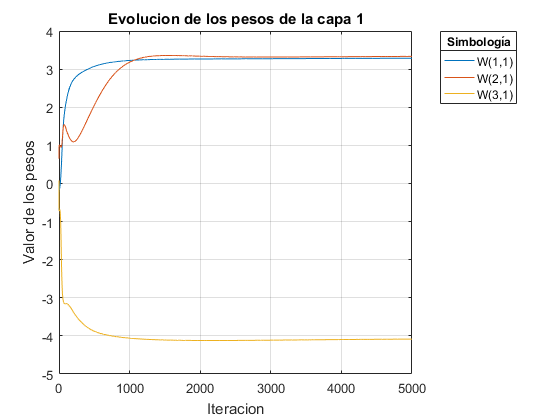 Evolucion de los pesos de la capa 1
Valor de los pesos
4
3
2
1
0
-1
-2
-3
-4
-5
0 1000 2000 3000 4000 5000
Iteracion
Simbología
W(1,1)
W(2,1)
W(3,1)